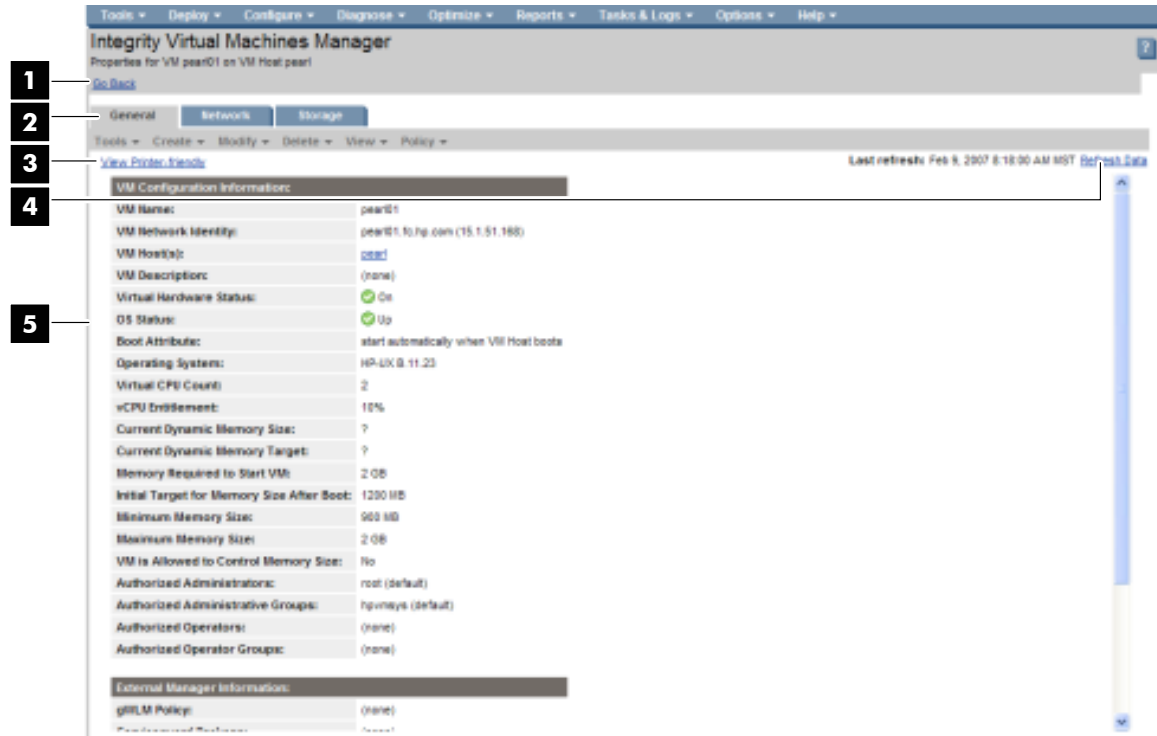 Tools Deploy Configure Diagnose Optimize Reports Tasks & Logs Options Help
Integrity Virtual Machines Manager
?
Properties for VM pearl01 on VM Host pearl
1
Go Back
2
General Network Storage
Tools Create Modify Delete View Policy
3
View Printer-friendly
Last refresh: Feb 9, 2007 8:18:00 AM MST Refresh Data
VM Configuration Information:
4
VM Name: pearl01
VM Network Identity: pearl01.fc.hp.com (15.1.51.168)
VM Host(s): pearl
VM Description: (none)
Virtual Hardware Status: On
5
OS Status: Up
Boot Attribute: start automatically when VM Host boots
Operating System: HP-UX B.11.23
Virtual CPU Count: 2
vCPU Entitlement: 10%
Current Dynamic Memory Size: ?
Current Dynamic Memory Target: ?
Memory Required to Start VM: 2 GB
Initial Target for Memory Size After Boot: 1200 MB
Minimum Memory Size: 900 MB
Maximum Memory Size: 2 GB
VM is Allowed to Control Memory Size: No
Authorized Administrators: root (default)
Authorized Administrative Groups: hpvmsys (default)
Authorized Operators: (none)
Authorized Operator Groups: (none)
External Manager Information:
gWLM Policy: (none)